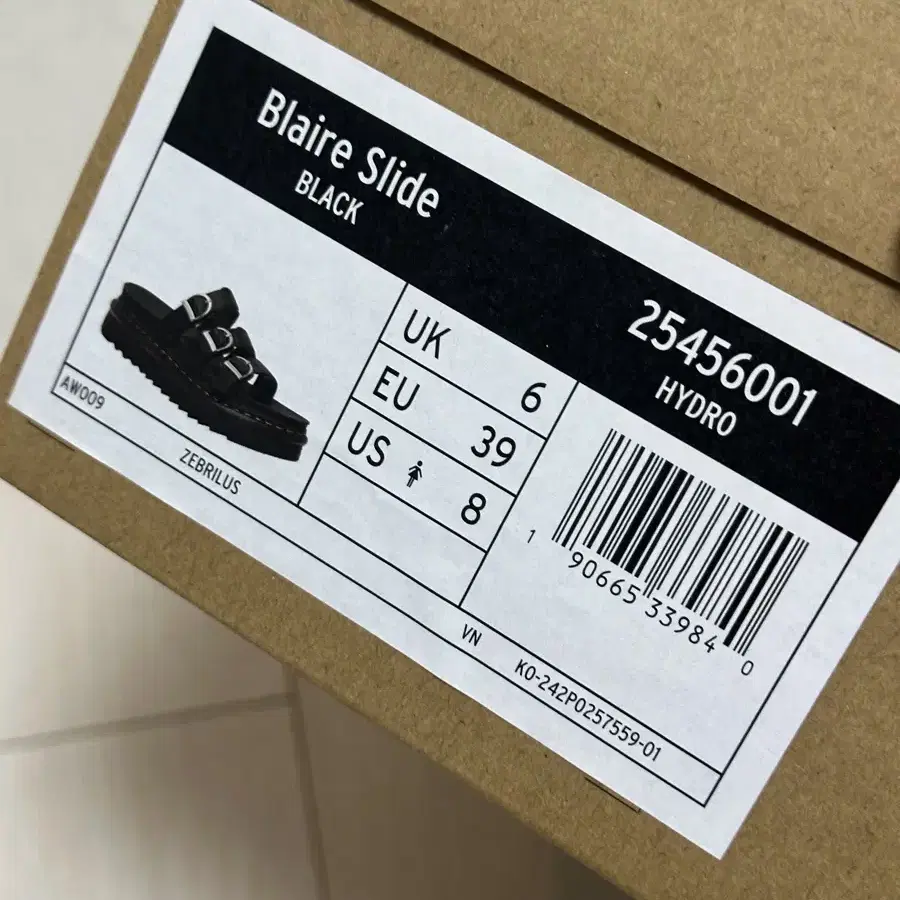 Blaire Slide
BLACK
25456001
HYDRO
UK 6
EU 39
US 8
AW009
ZEBRILUS
1 90665 33984 0
VN
KO-242P0257559-01